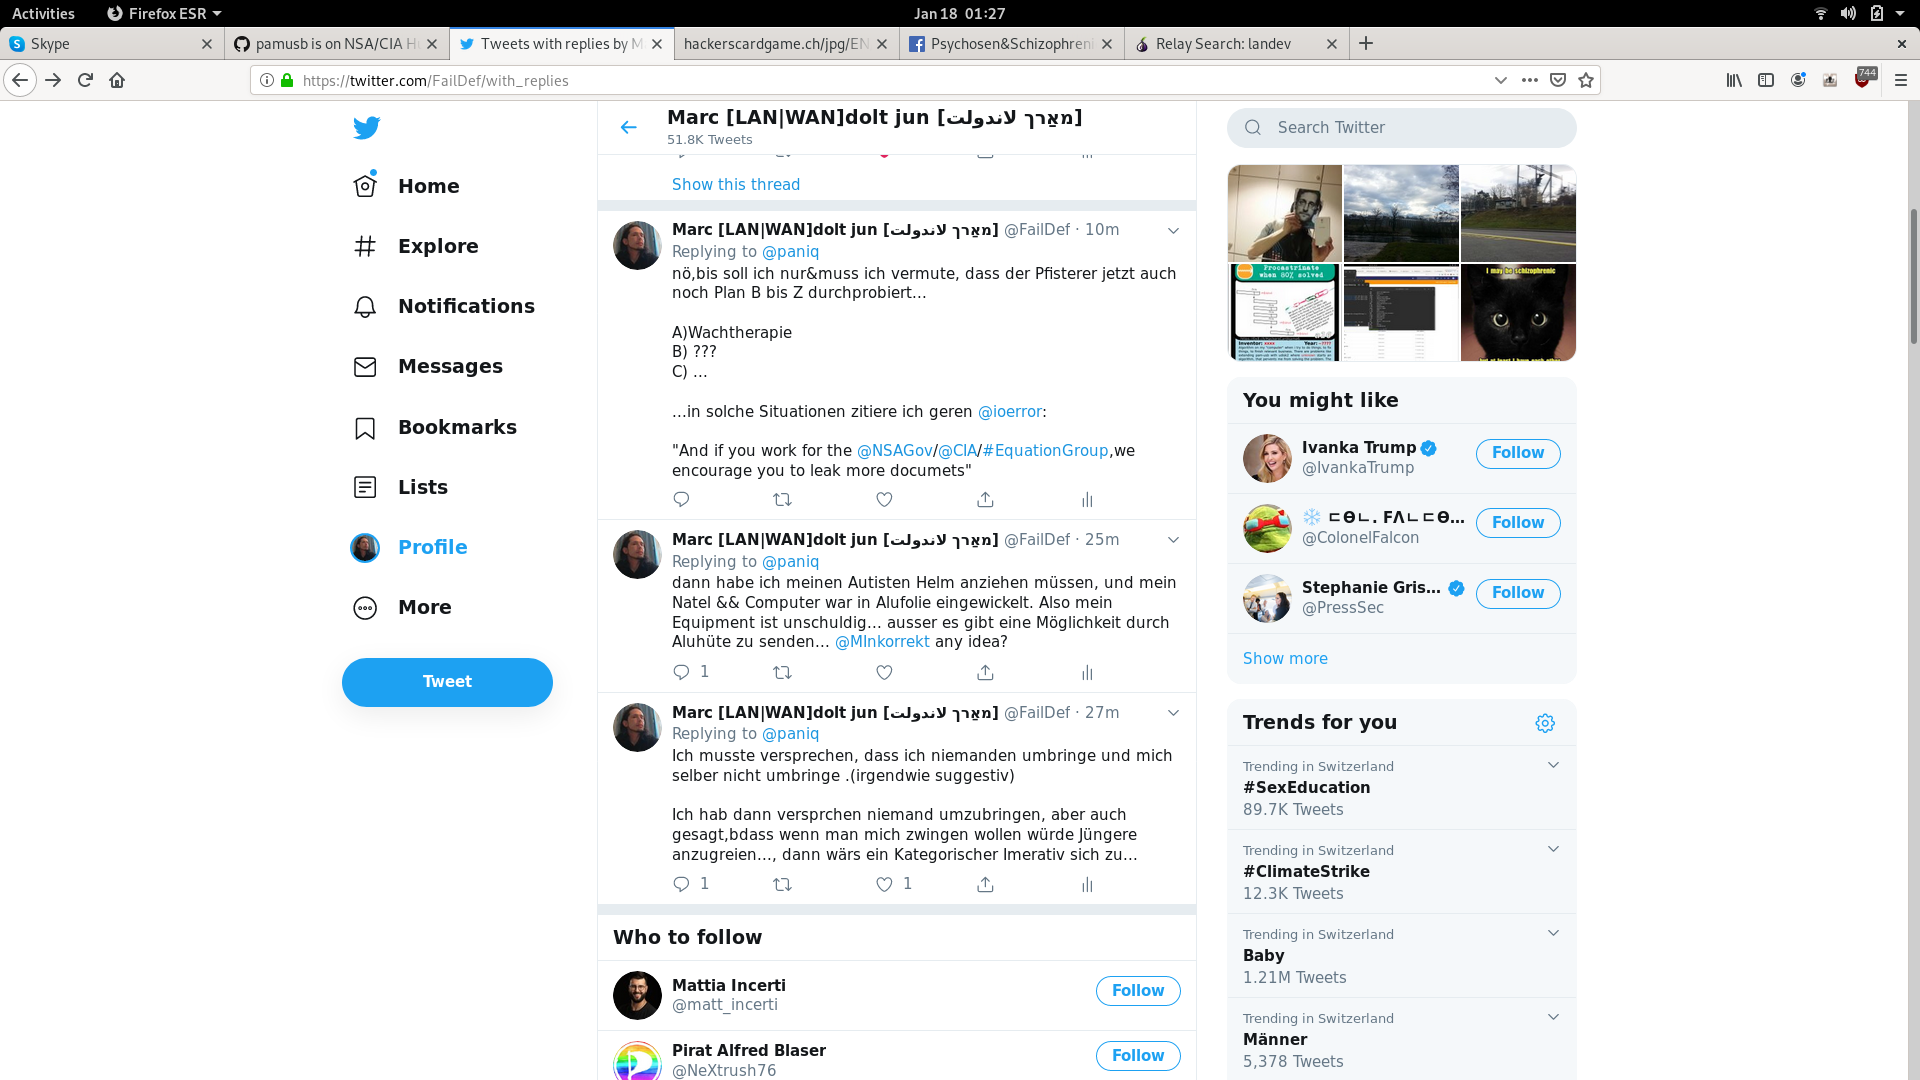 Activities
Firefox ESR
Jan 18 01:27
Skype
pamusb is on NSA/CIA H
Tweets with replies by M
hackerscardgame.ch/jpg/EN
Psychosen&Schizophren
Relay Search: landev
https://twitter.com/FailDef/with_replies
744
Marc [LAN|WAN]dolt jun [מאַרך لاندولت]
51.8K Tweets
Home
Explore
Notifications
Messages
Bookmarks
Lists
Profile
More
Tweet
Show this thread
Marc [LAN|WAN]dolt jun [מאַרך لاندولت] @FailDef · 10m
Replying to @paniq
nö,bis soll ich nur&muss ich vermute, dass der Pfisterer jetzt auch
noch Plan B bis Z durchprobiert...
A)Wachtherapie
B) ???
C) ...
...in solche Situationen zitiere ich geren @ioerror:
"And if you work for the @NSAGov/@CIA/#EquationGroup,we
encourage you to leak more documets"
Marc [LAN|WAN]dolt jun [מאַרך لاندولت] @FailDef · 25m
Replying to @paniq
dann habe ich meinen Autisten Helm anziehen müssen, und mein
Natel && Computer war in Alufolie eingewickelt. Also mein
Equipment ist unschuldig... ausser es gibt eine Möglichkeit durch
Aluhüte zu senden... @MInkorrekt any idea?
1
Marc [LAN|WAN]dolt jun [מאַרך لاندولت] @FailDef · 27m
Replying to @paniq
Ich musste versprechen, dass ich niemanden umbringe und mich
selber nicht umbringe .(irgendwie suggestiv)
Ich hab dann versprchen niemand umzubringen, aber auch
gesagt,bdass wenn man mich zwingen wollen würde Jüngere
anzugreien..., dann wärs ein Kategorischer Imerativ sich zu...
1
1
Who to follow
Mattia Incerti
@matt_incerti
Follow
Pirat Alfred Blaser
@NeXtrush76
Follow
Search Twitter
Procrastinate
when 80% solved
I may be schizophrenic
but at least I have each other
You might like
Ivanka Trump
@IvankaTrump
Follow
@ColonelFalcon
Follow
Stephanie Gris...
@PressSec
Follow
Show more
Trends for you
Trending in Switzerland
#SexEducation
89.7K Tweets
Trending in Switzerland
#ClimateStrike
12.3K Tweets
Trending in Switzerland
Baby
1.21M Tweets
Trending in Switzerland
Männer
5,378 Tweets